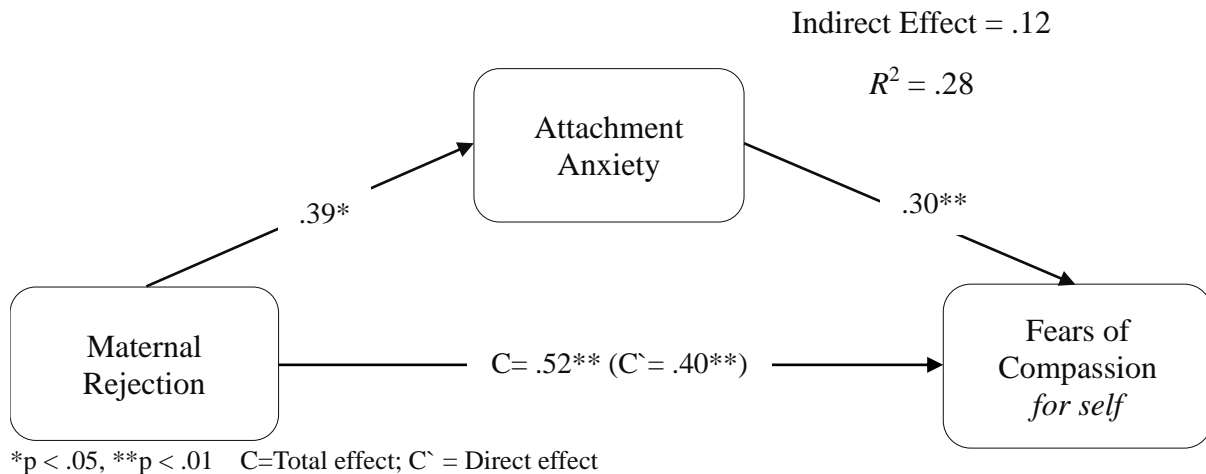 Indirect Effect = .12
R² = .28
Attachment
Anxiety
.39*
.30**
Maternal
Rejection
C= .52** (C`= .40**)
Fears of
Compassion
for self
*p < .05, **p < .01    C=Total effect; C` = Direct effect